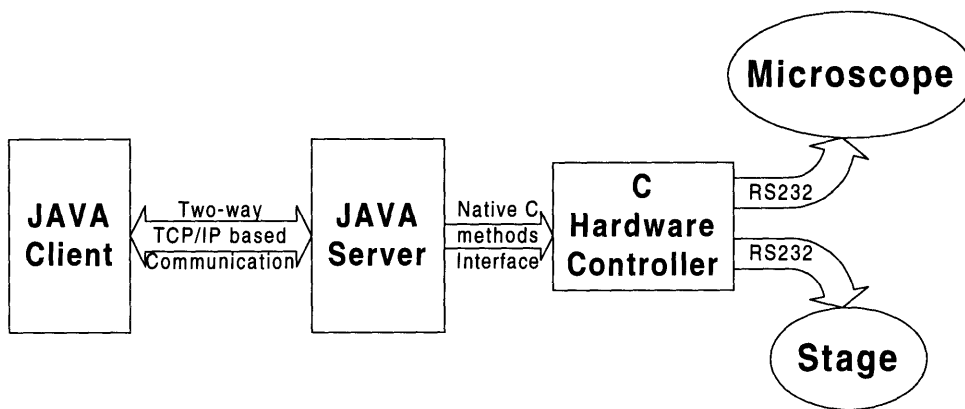 JAVA
Client
Two-way
TCP/IP based
Communication
JAVA
Server
Native C
methods
Interface
C
Hardware
Controller
RS232
RS232
Microscope
Stage